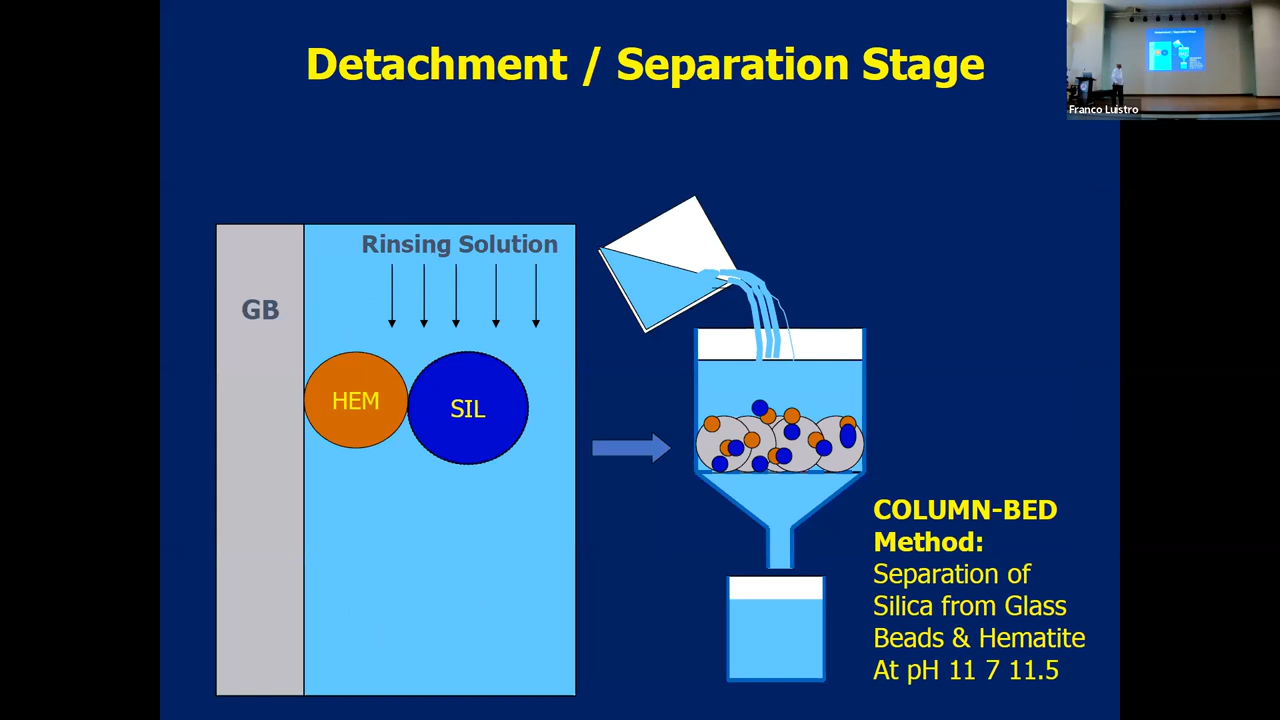 Detachment / Separation Stage
Franco Luistro
Rinsing Solution
GB
HEM
SIL
COLUMN-BED
Method:
Separation of
Silica from Glass
Beads & Hematite
At pH 11 7 11.5